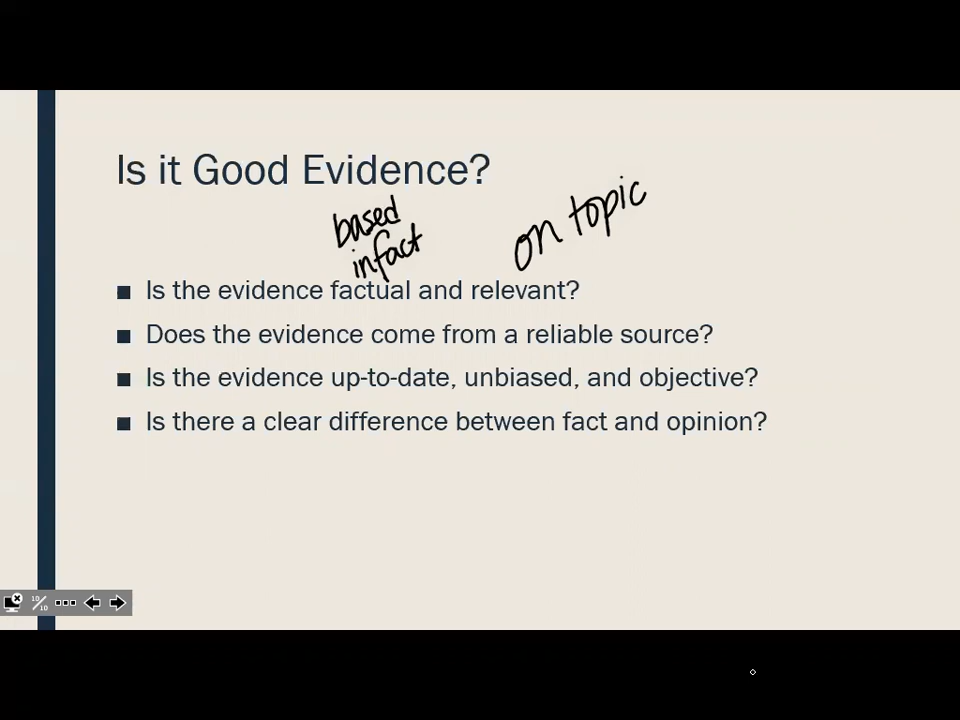 Is it Good Evidence?
based
in fact
on topic
■ Is the evidence factual and relevant?
■ Does the evidence come from a reliable source?
■ Is the evidence up-to-date, unbiased, and objective?
■ Is there a clear difference between fact and opinion?
10/10